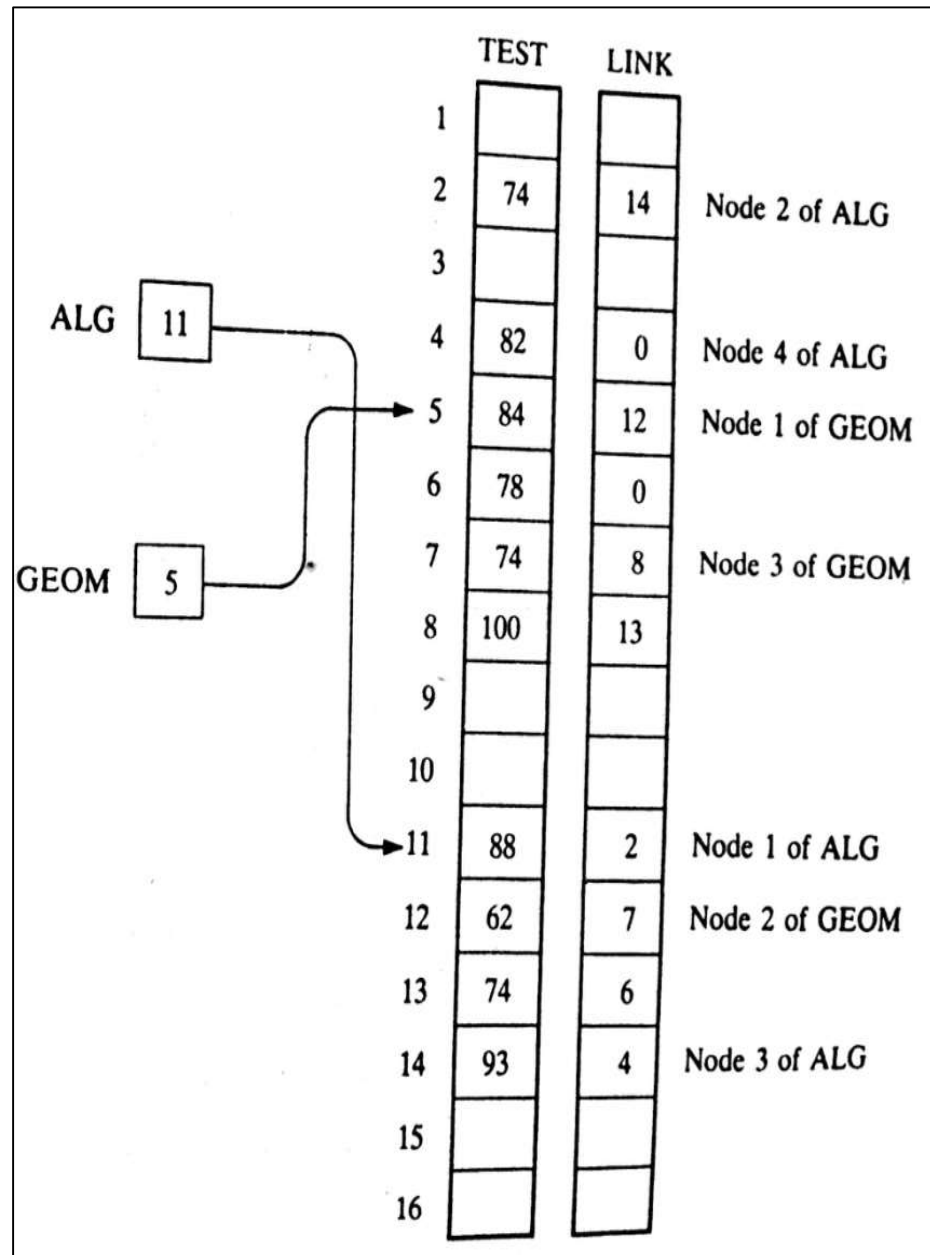 TEST LINK
1
2 74 14 Node 2 of ALG
3
ALG 11
4 82 0 Node 4 of ALG
5 84 12 Node 1 of GEOM
6 78 0
GEOM 5
7 74 8 Node 3 of GEOM
8 100 13
9
10
11 88 2 Node 1 of ALG
12 62 7 Node 2 of GEOM
13 74 6
14 93 4 Node 3 of ALG
15
16